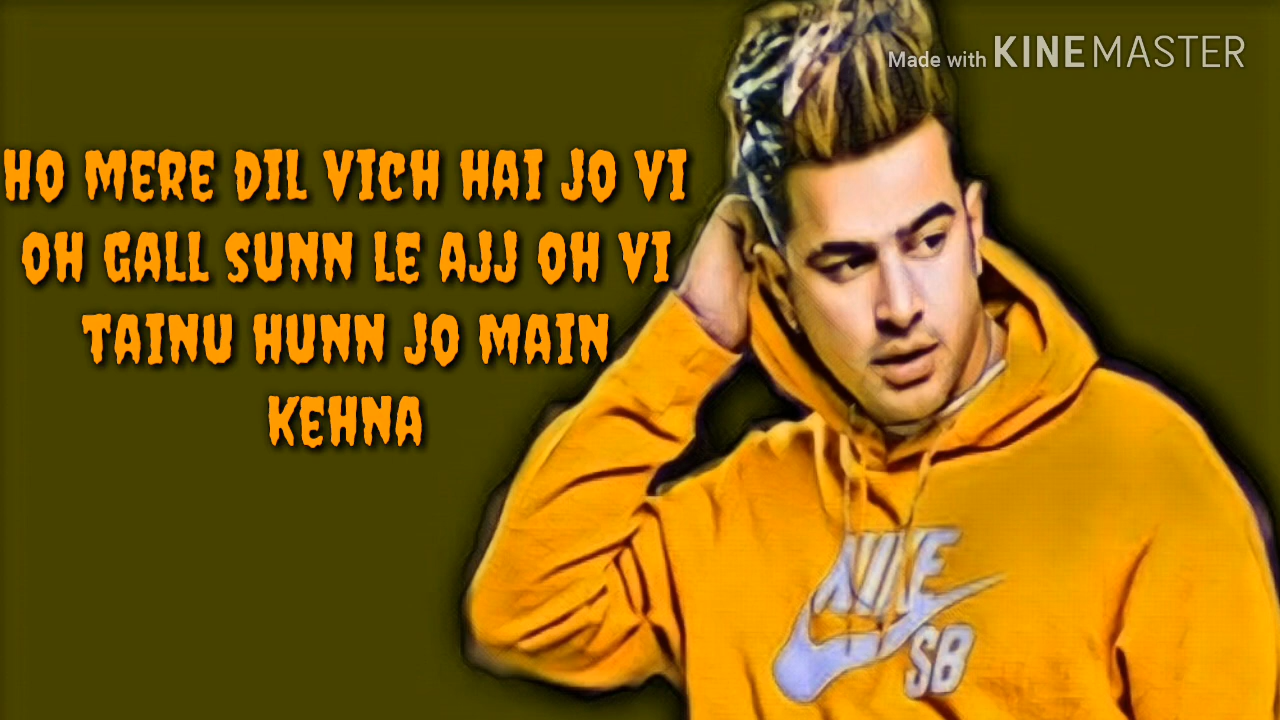 Made with KINEMASTER
HO MERE DIL VICH HAI JO VI
OH GALL SUNN LE AJJ OH VI
TAINU HUNN JO MAIN
KEHNA
NIKE
SB